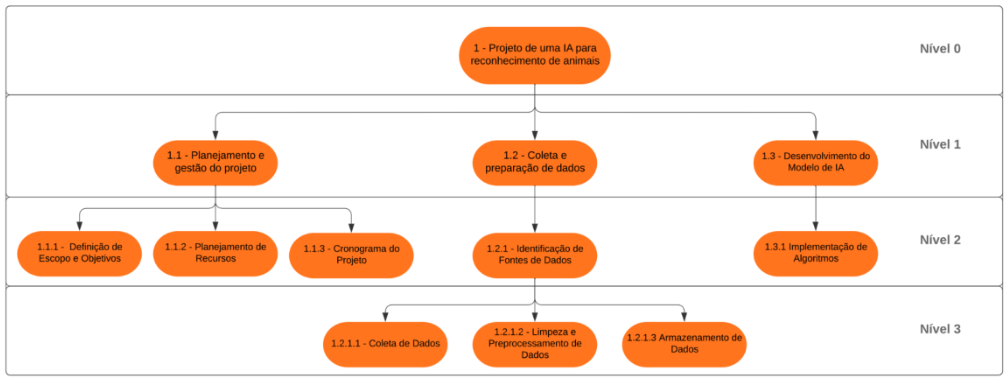 1 - Projeto de uma IA para
reconhecimento de animais
Nível 0
1.1 - Planejamento e
gestão do projeto
1.2 - Coleta e
preparação de dados
1.3 - Desenvolvimento do
Modelo de IA
Nível 1
1.1.1 - Definição de
Escopo e Objetivos
1.1.2 - Planejamento de
Recursos
1.1.3 - Cronograma do
Projeto
1.2.1 - Identificação de
Fontes de Dados
1.3.1 Implementação de
Algoritmos
Nível 2
1.2.1.1 - Coleta de Dados
1.2.1.2 - Limpeza e
Preprocessamento de
Dados
1.2.1.3 Armazenamento de
Dados
Nível 3